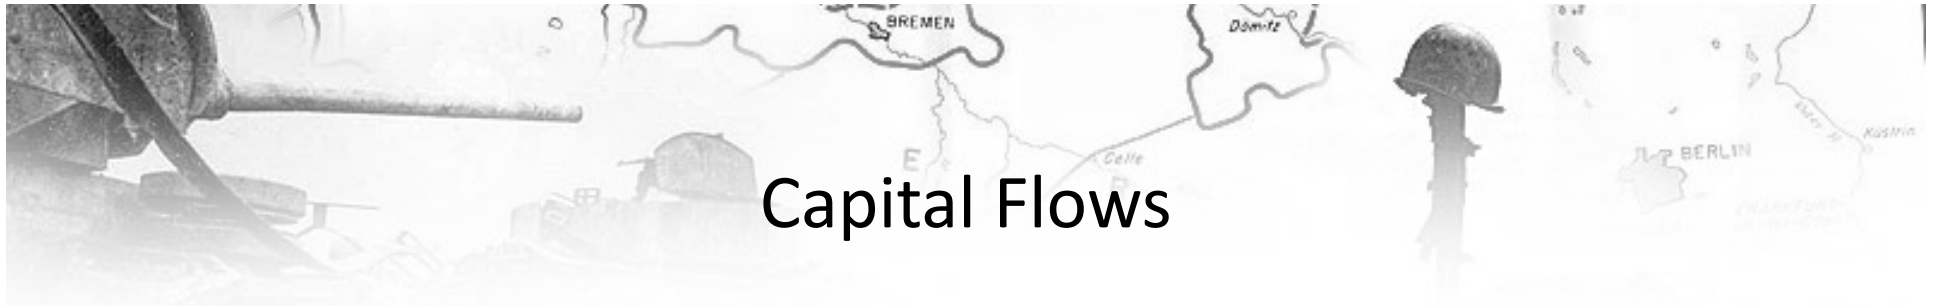 BREMEN
Dömitz
Celle
E
R
Capital Flows
BERLIN
Küstrin